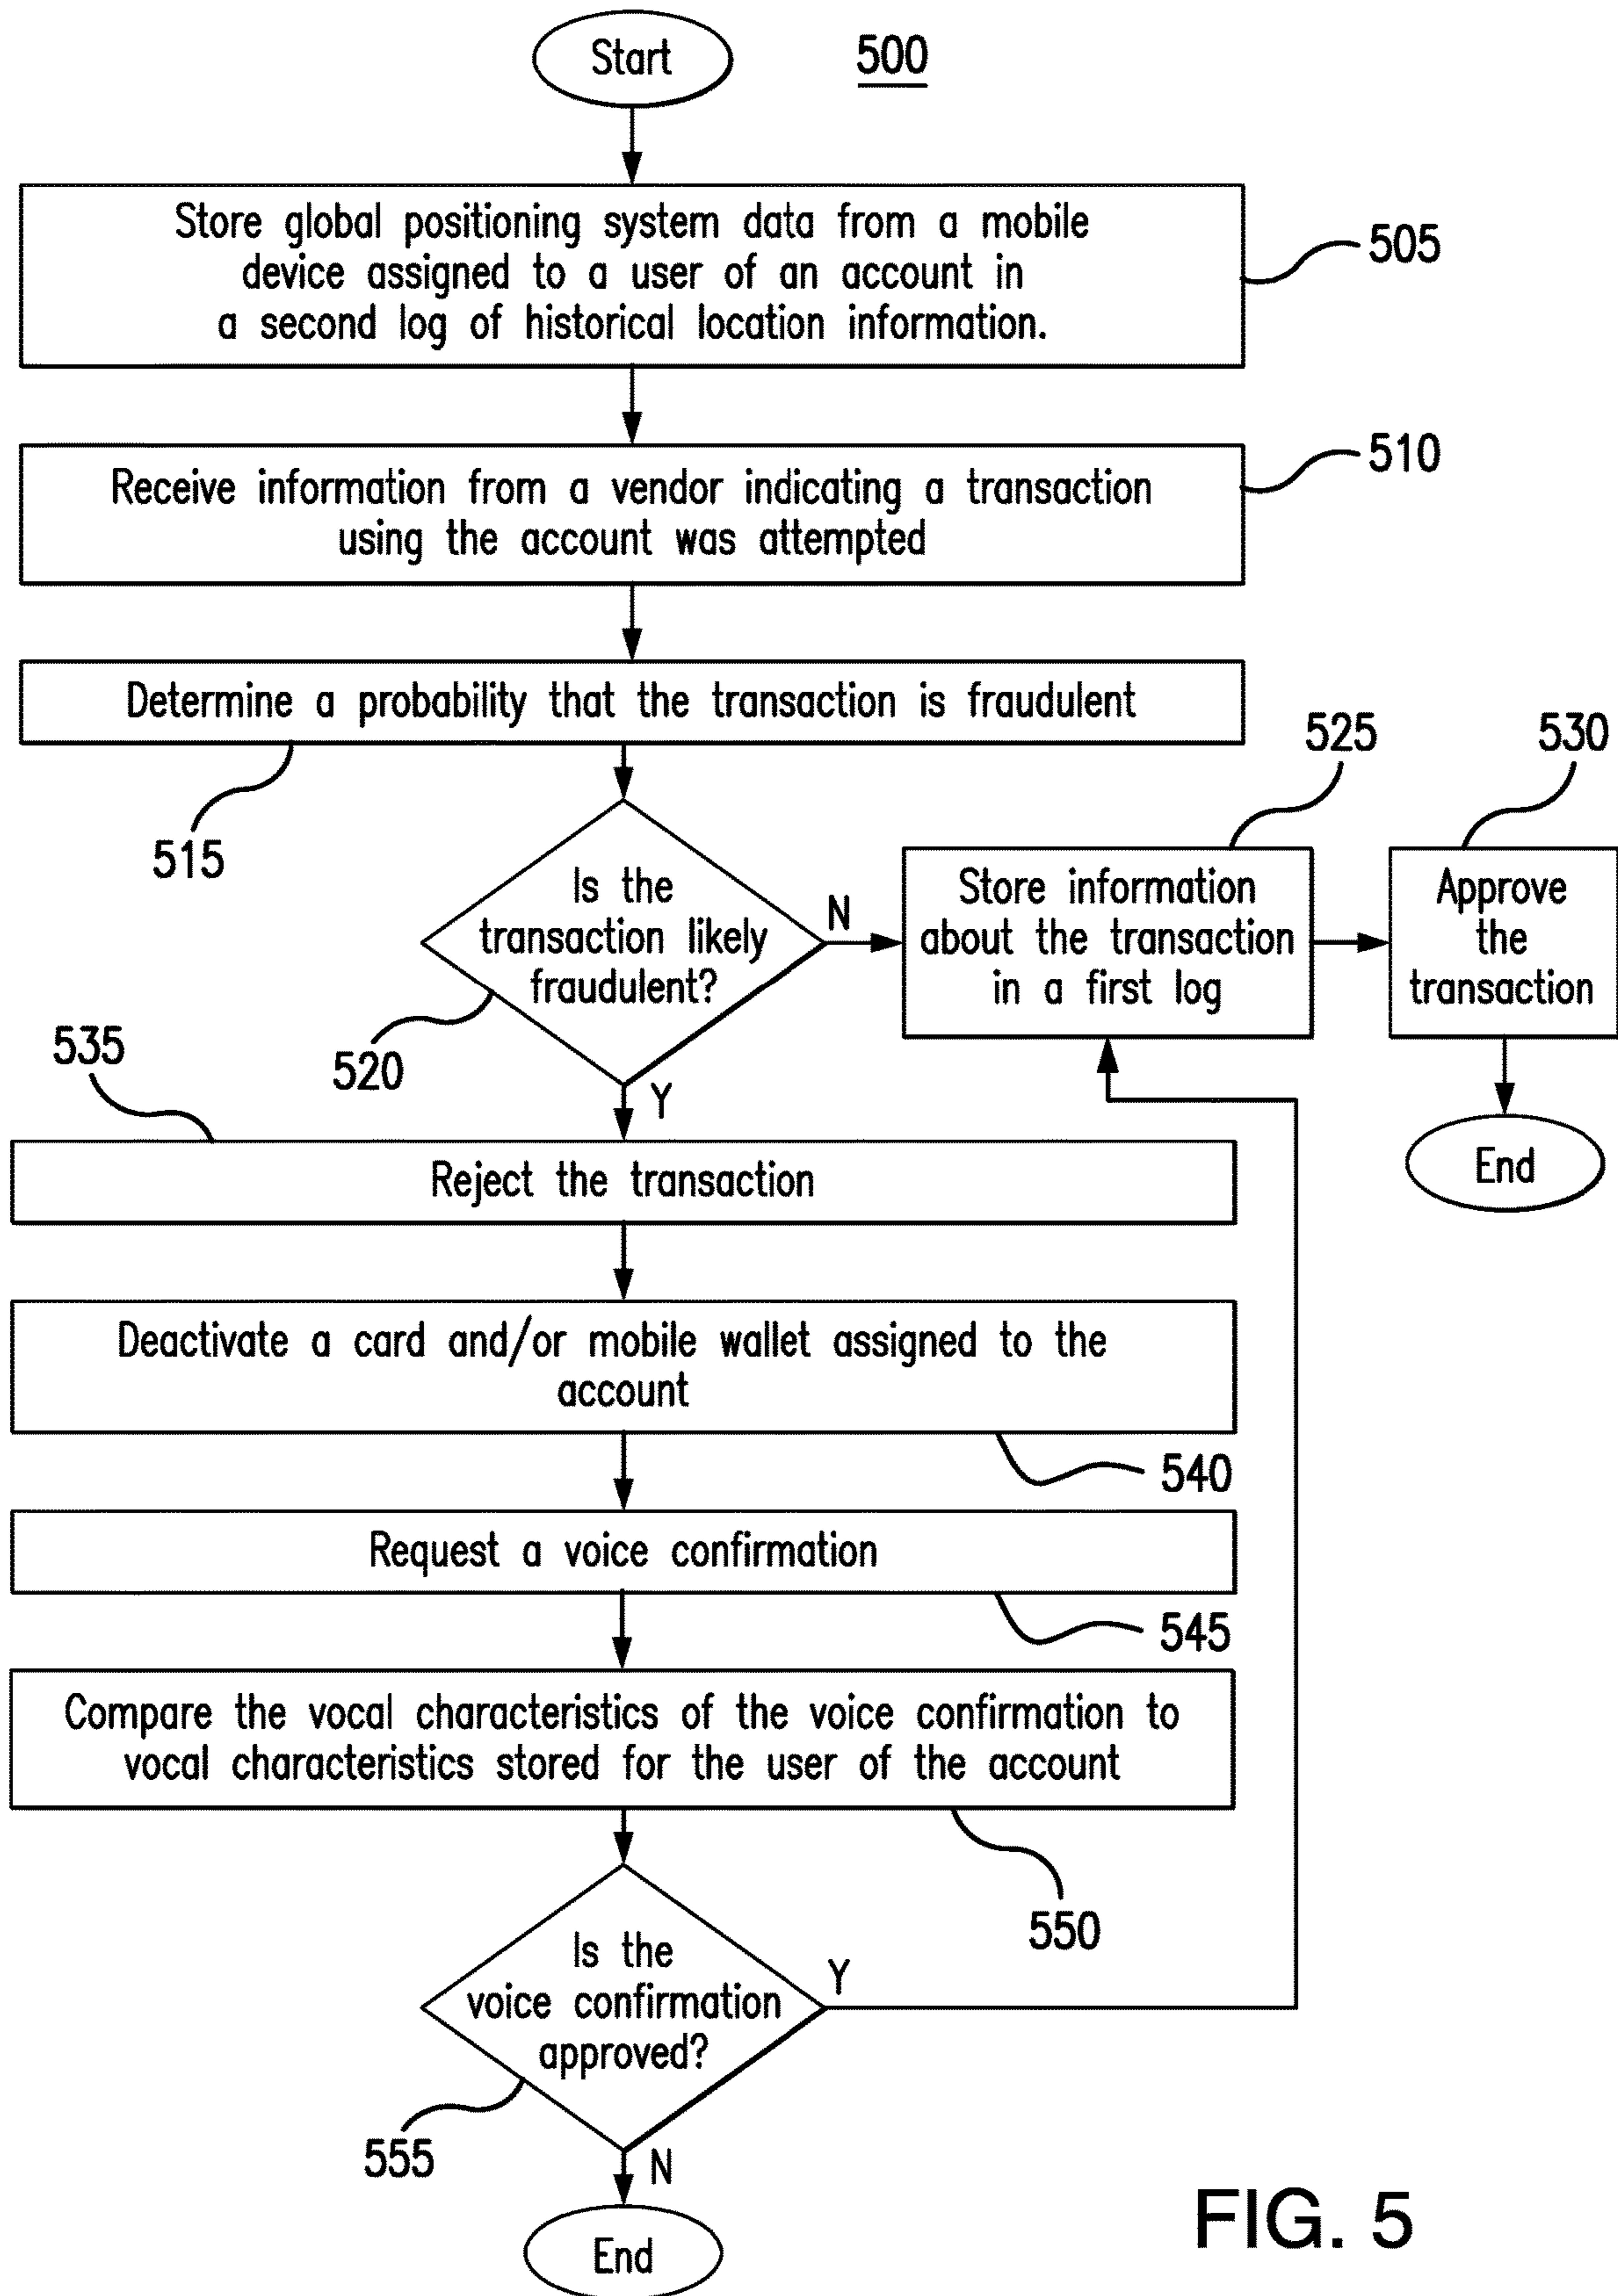 Start
500
Store global positioning system data from a mobile
device assigned to a user of an account in
a second log of historical location information.
505
Receive information from a vendor indicating a transaction
using the account was attempted
510
Determine a probability that the transaction is fraudulent
515
Is the
transaction likely
fraudulent?
520
N
Y
Store information
about the transaction
in a first log
525
Approve
the
transaction
530
End
535
Reject the transaction
Deactivate a card and/or mobile wallet assigned to the
account
540
Request a voice confirmation
545
Compare the vocal characteristics of the voice confirmation to
vocal characteristics stored for the user of the account
550
Is the
voice confirmation
approved?
Y
555
N
End
FIG. 5